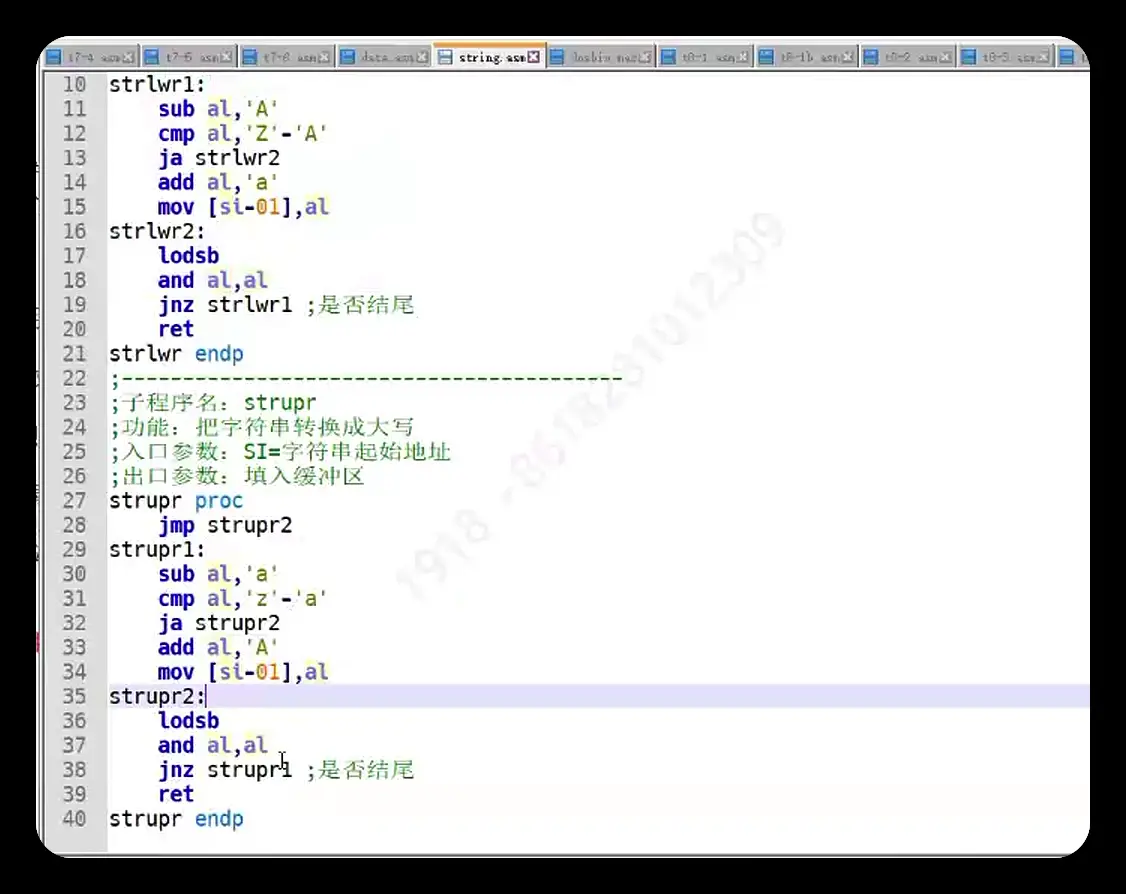 t7-4 asm t7-5 asm t7-6 asm data.asm string.asm t8-1 asm t8-1b asm t8-2 asm t8-3 asm
10 strlwr1:
11 sub al,'A'
12 cmp al,'Z'-'A'
13 ja strlwr2
14 add al,'a'
15 mov [si-01],al
16 strlwr2:
17 lodsb
18 and al,al
19 jnz strlwr1 ;是否结尾
20 ret
21 strlwr endp
22 ;-----------------------------------------
23 ;子程序名：strupr
24 ;功能：把字符串转换成大写
25 ;入口参数：SI=字符串起始地址
26 ;出口参数：填入缓冲区
27 strupr proc
28 jmp strupr2
29 strupr1:
30 sub al,'a'
31 cmp al,'z'-'a'
32 ja strupr2
33 add al,'A'
34 mov [si-01],al
35 strupr2:
36 lodsb
37 and al,al
38 jnz strupr1 ;是否结尾
39 ret
40 strupr endp
1918 - 8618281012309